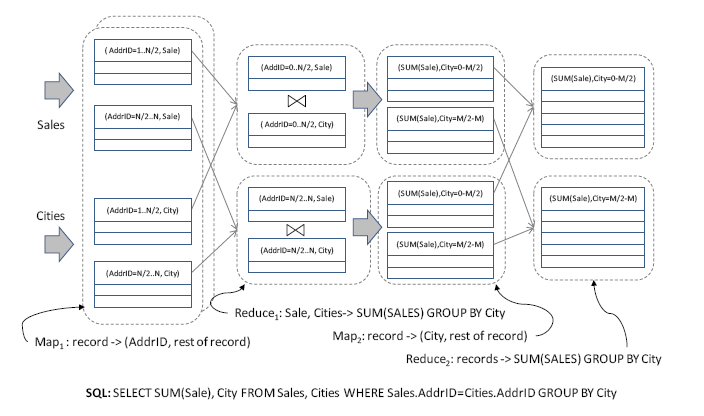 Sales
Cities
(AddrID=1..N/2, Sale)
(AddrID=N/2..N, Sale)
(AddrID=1..N/2, City)
(AddrID=N/2..N, City)
(AddID=0..N/2, Sale)
( AddrID=0..N/2, City)
(AddrID=N/2..N, Sale)
(AddrID=N/2..N, City)
(SUM(Sale),City=0-M/2)
(SUM(Sale),City=M/2-M)
(SUM(Sale),City=0-M/2)
(SUM(Sale),City=M/2-M)
(SUM(Sale),City=0-M/2)
(SUM(Sale),City=M/2-M)
Map₁: record -> (AddrID, rest of record)
Reduce₁: Sale, Cities-> SUM(SALES) GROUP BY City
Map₂: record -> (City, rest of record)
Reduce₂: records -> SUM(SALES) GROUP BY City
SQL: SELECT SUM(Sale), City FROM Sales, Cities WHERE Sales.AddrID=Cities.AddrID GROUP BY City